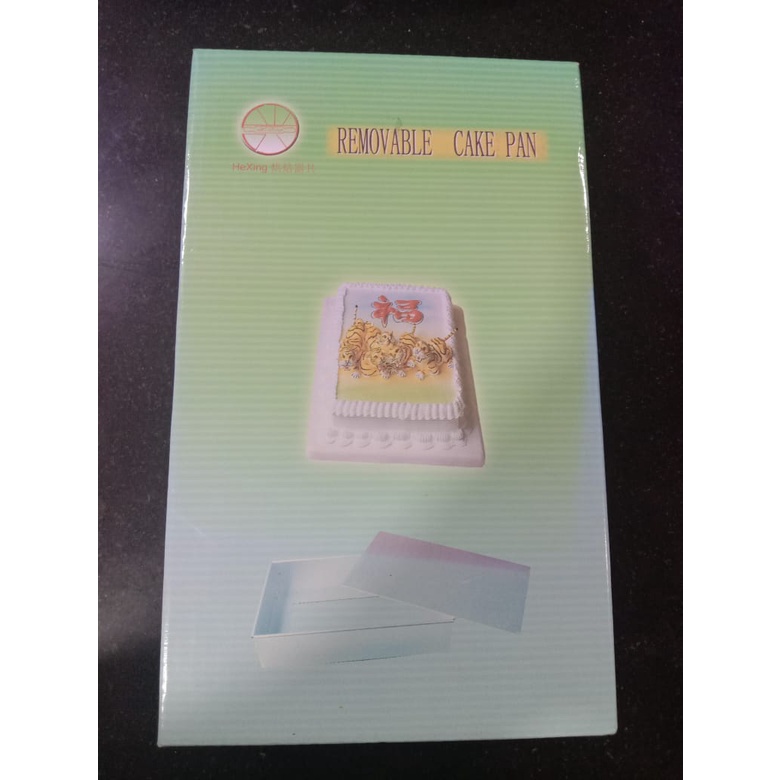 REMOVABLE CAKE PAN
HeXing
福